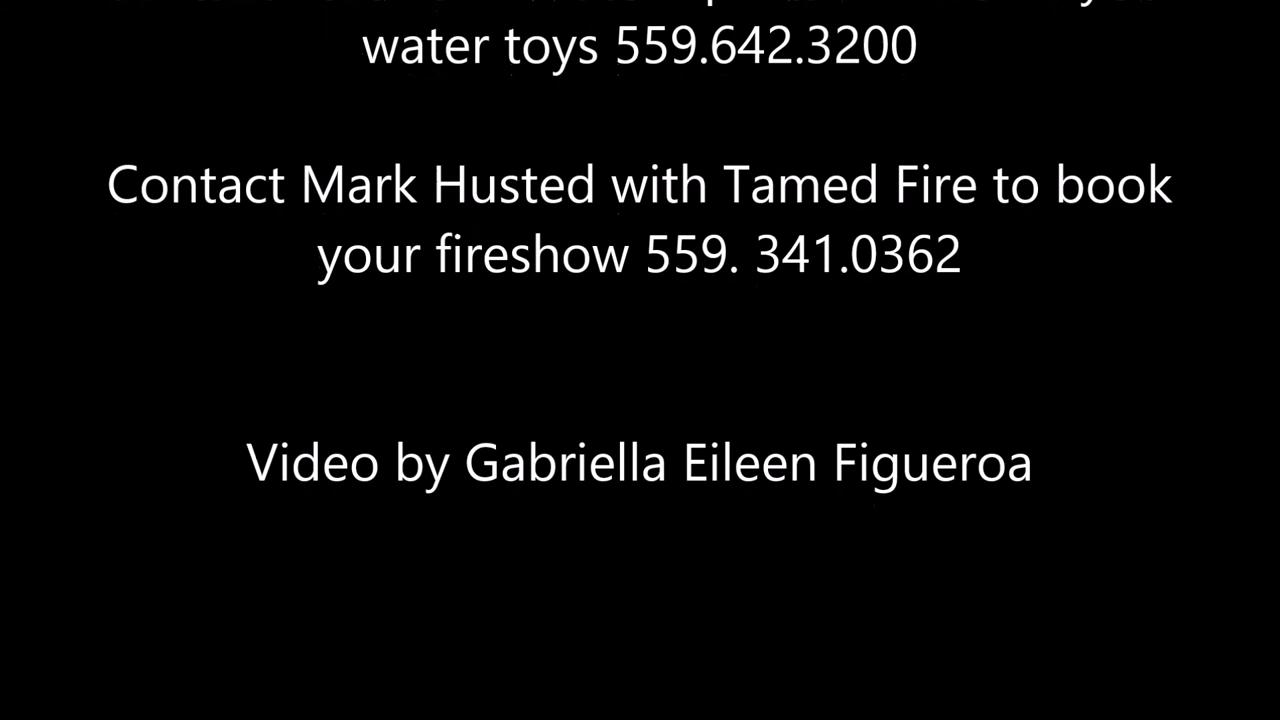 water toys 559.642.3200
Contact Mark Husted with Tamed Fire to book
your fireshow 559. 341.0362
Video by Gabriella Eileen Figueroa